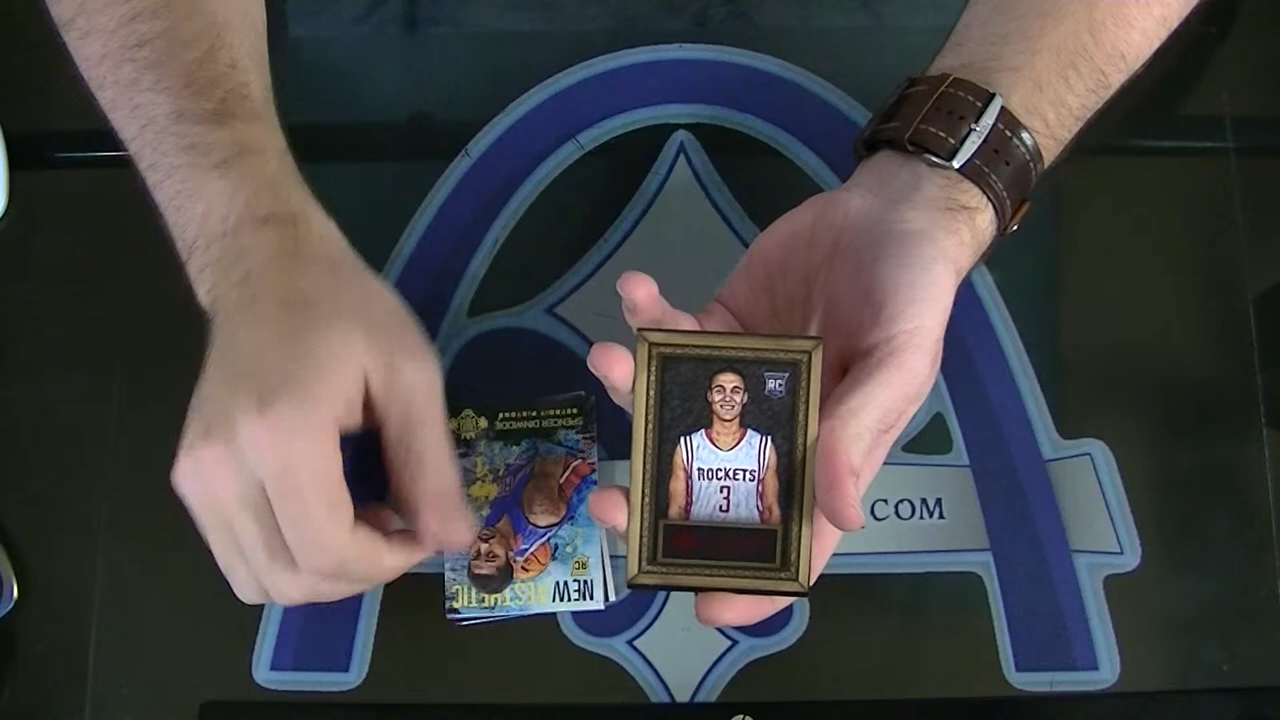 RC
ROCKETS
3
SPENCER DINWIDDIE
DETROIT PISTONS
RC
NEW AESTHETIC
.COM